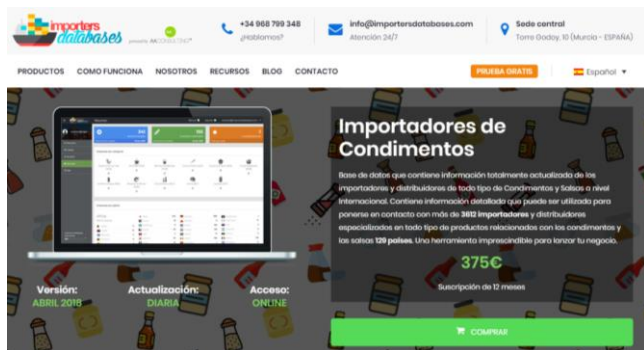 importers
databases
+34 968 799 348
¿Hablamos?
info@importersdatabases.com
Atención 24/7
Sede central
Torre Godoy, 10 (Murcia - ESPAÑA)
PRODUCTOS COMO FUNCIONA NOSOTROS RECURSOS BLOG CONTACTO
PRUEBA GRATIS
Español
Importadores de
Condimentos
Base de datos que contiene información totalmente actualizada de los
importadores y distribuidores de todo tipo de Condimentos y Salsas a nivel
Internacional. Contiene información detallada que puede ser utilizada para
ponerse en contacto con más de 3612 importadores y distribuidores
especializados en todo tipo de productos relacionados con los condimentos y
las salsas 129 países. Una herramienta imprescindible para lanzar tu negocio.
375€
Suscripción de 12 meses
COMPRAR
Versión:
ABRIL 2018
Actualización:
DIARIA
Acceso:
ONLINE